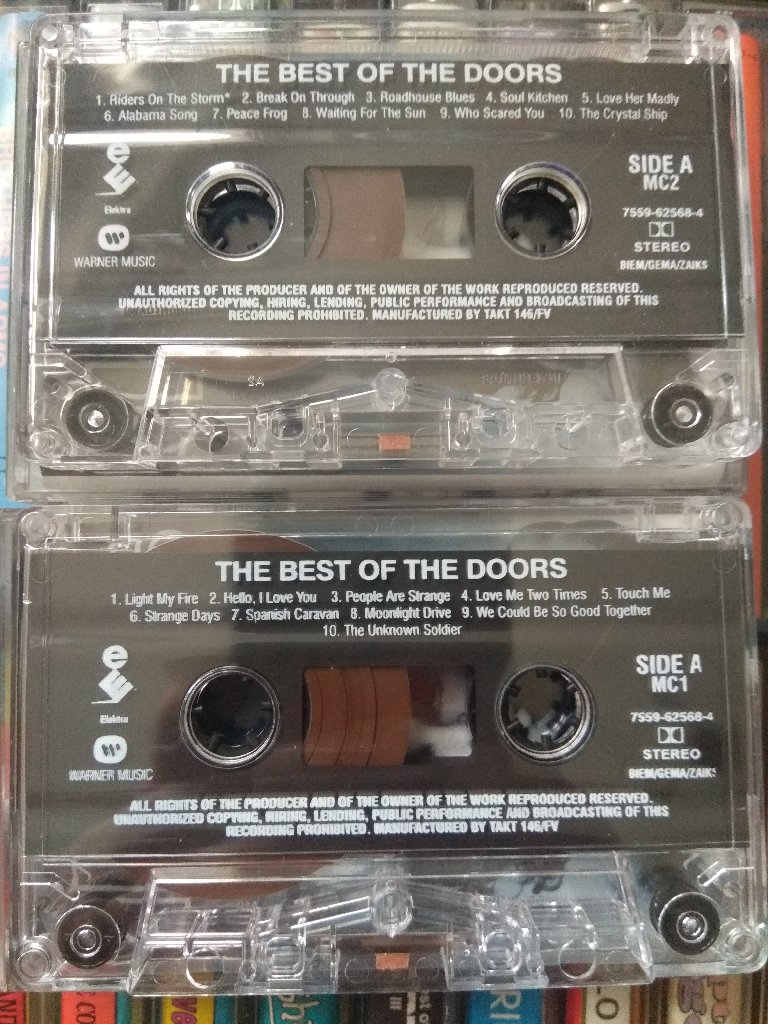 THE BEST OF THE DOORS
1. Riders On The Storm* 2. Break On Through 3. Roadhouse Blues 4. Soul Kitchen 5. Love Her Madly
6. Alabama Song 7. Peace Frog 8. Waiting For The Sun 9. Who Scared You 10. The Crystal Ship
Elektra
WARNER MUSIC
SIDE A
MC2
7559-62568-4
STEREO
BIEM/GEMA/ZAIKS
ALL RIGHTS OF THE PRODUCER AND OF THE OWNER OF THE WORK REPRODUCED RESERVED.
UNAUTHORIZED COPYING, HIRING, LENDING, PUBLIC PERFORMANCE AND BROADCASTING OF THIS
RECORDING PROHIBITED. MANUFACTURED BY TAKT 146/FV
THE BEST OF THE DOORS
1. Light My Fire 2. Hello, I Love You 3. People Are Strange 4. Love Me Two Times 5. Touch Me
6. Strange Days 7. Spanish Caravan 8. Moonlight Drive 9. We Could Be So Good Together
10. The Unknown Soldier
Elektra
WARNER MUSIC
SIDE A
MC1
7559-62568-4
STEREO
BIEM/GEMA/ZAIKS
ALL RIGHTS OF THE PRODUCER AND OF THE OWNER OF THE WORK REPRODUCED RESERVED.
UNAUTHORIZED COPYING, HIRING, LENDING, PUBLIC PERFORMANCE AND BROADCASTING OF THIS
RECORDING PROHIBITED. MANUFACTURED BY TAKT 146/FV